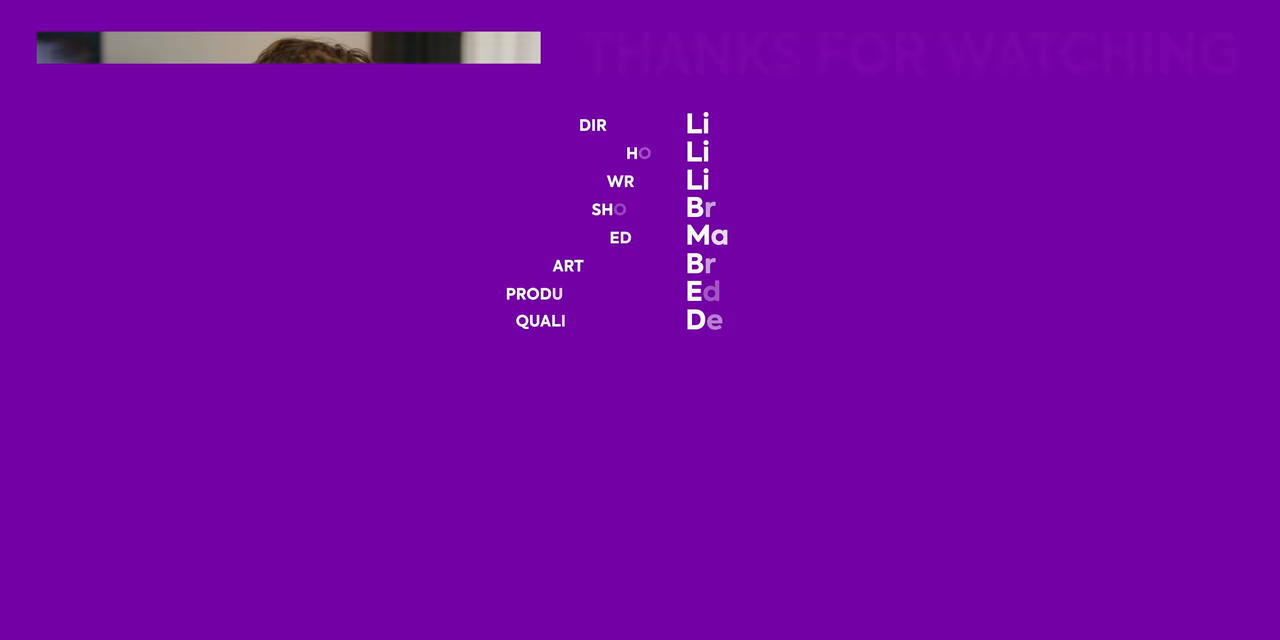 THANKS FOR WATCHING
DIR Li
HO Li
WR Li
SHO Br
ED Ma
ART Br
PRODU Ed
QUALI De